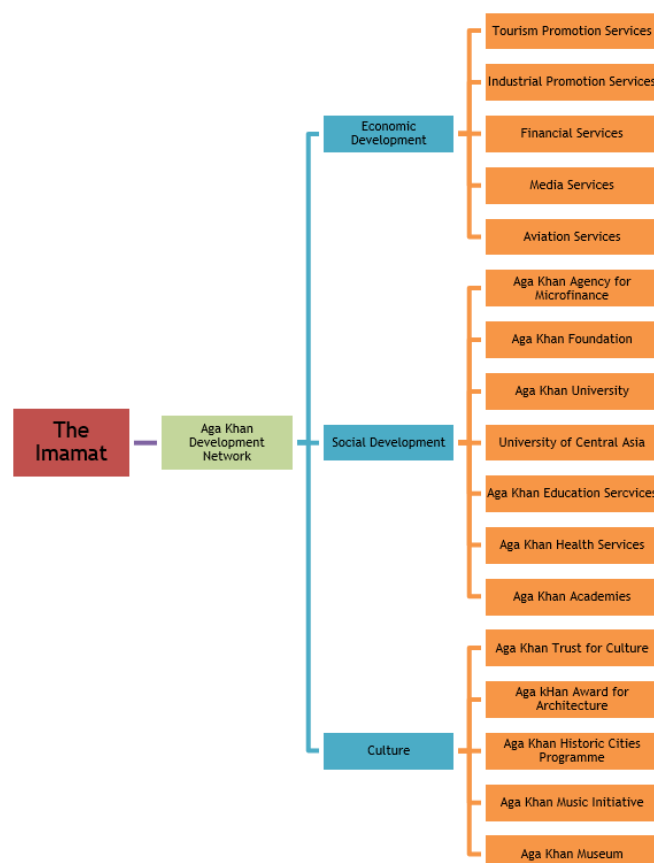 Tourism Promotion Services
Industrial Promotion Services
Economic
Development
Financial Services
Media Services
Aviation Services
Aga Khan Agency for
Microfinance
Aga Khan Foundation
Aga Khan University
The
Imamat
Aga Khan
Development
Network
Social Development
University of Central Asia
Aga Khan Education Sercvices
Aga Khan Health Services
Aga Khan Academies
Aga Khan Trust for Culture
Aga kHan Award for
Architecture
Culture
Aga Khan Historic Cities
Programme
Aga Khan Music Initiative
Aga Khan Museum